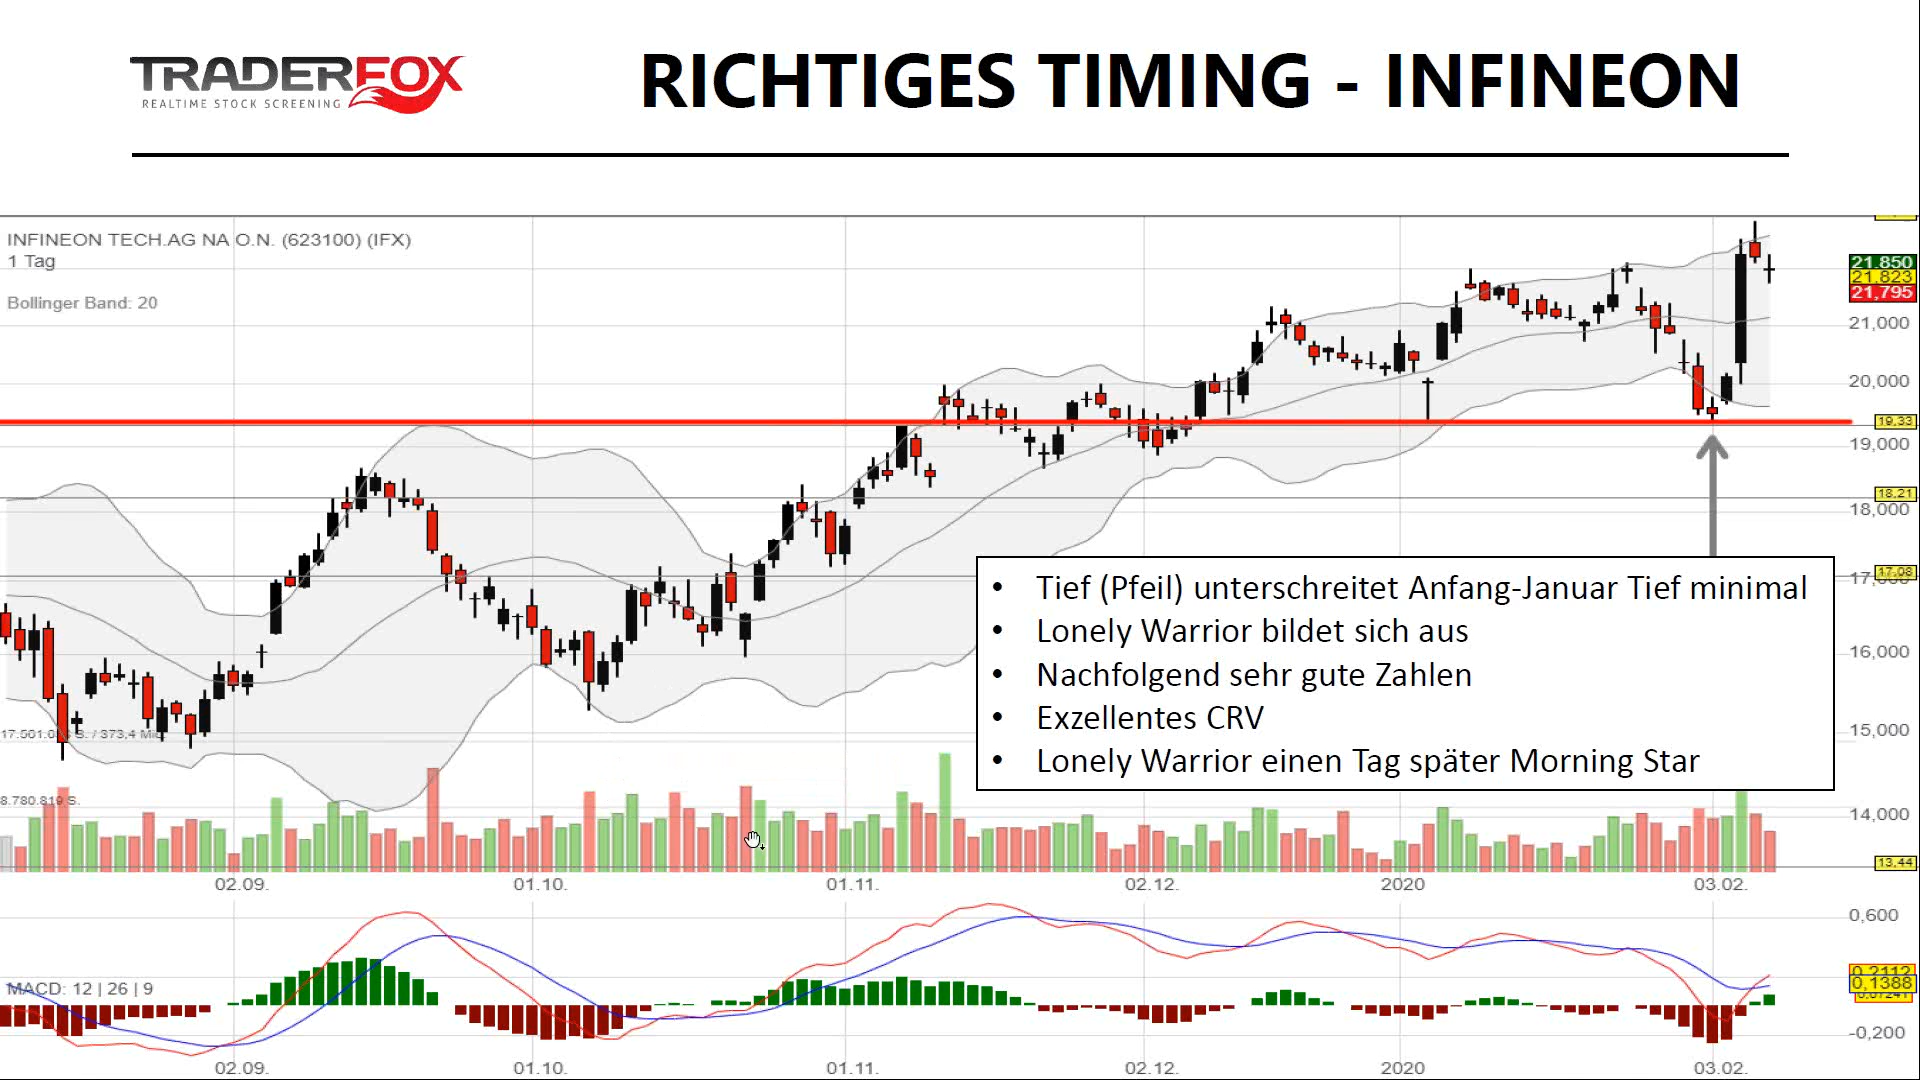 TRADERFOX
REALTIME STOCK SCREENING
RICHTIGES TIMING - INFINEON
INFINEON TECH.AG NA O.N. (623100) (IFX)
1 Tag
Bollinger Band: 20
21.850
21.823
21,795
21,000
20,000
19.33
19,000
18.21
18,000
17.08
16,000
15,000
14,000
13.44
• Tief (Pfeil) unterschreitet Anfang-Januar Tief minimal
• Lonely Warrior bildet sich aus
• Nachfolgend sehr gute Zahlen
• Exzellentes CRV
• Lonely Warrior einen Tag später Morning Star
8.780.819 S.
02.09.
01.10.
01.11.
02.12.
2020
03.02.
0,600
0,2112
0,1388
-0,200
MACD: 12 | 26 | 9
02.09.
01.10.
01.11.
02.12.
2020
03.02.